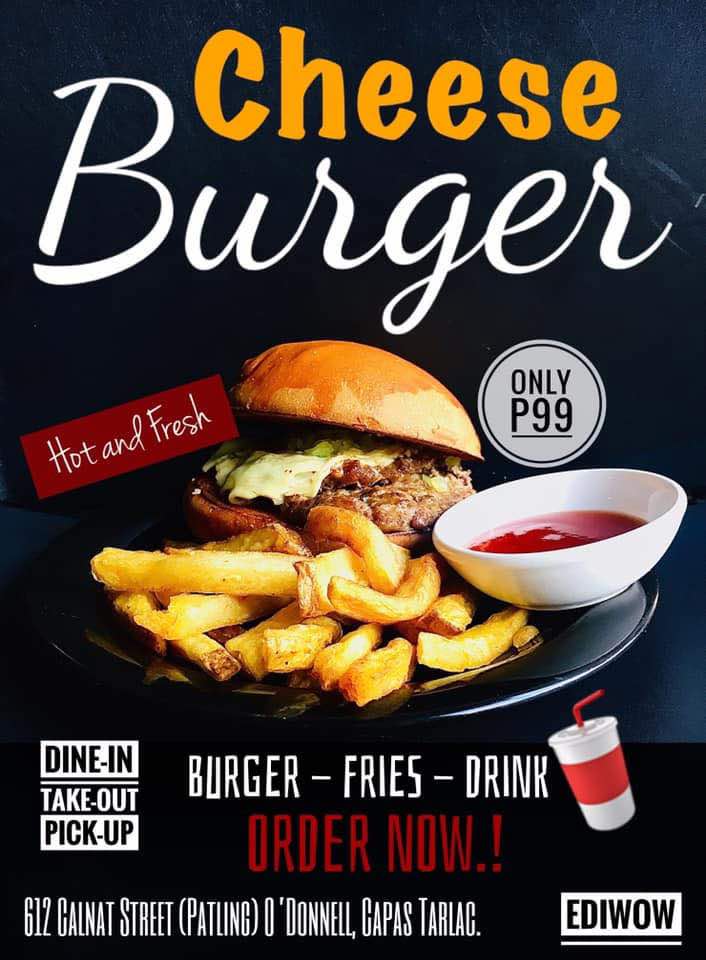 Cheese
Burger
ONLY
P99
Hot and Fresh
DINE-IN
TAKE-OUT
PICK-UP
BURGER – FRIES – DRINK
ORDER NOW.!
612 CALNAT STREET (PATLING) O'DONNELL, CAPAS TARLAC.
EDIWOW